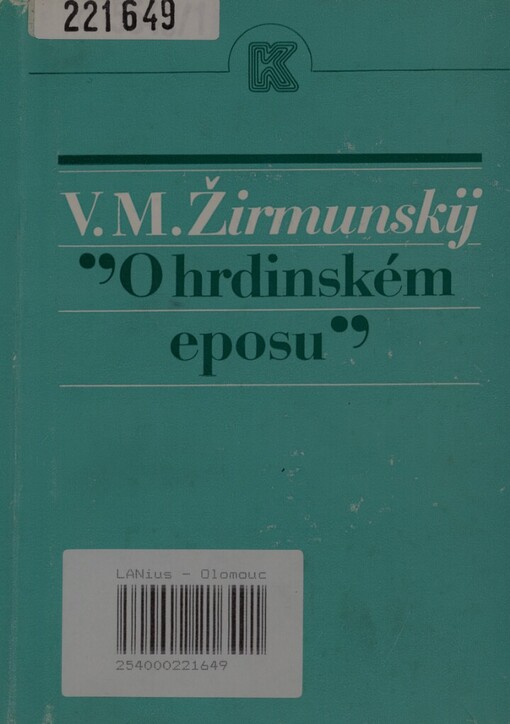 221649
K
V.M.Žirmunskij
”O hrdinském
eposu”
LANius - Olomouc
254000221649